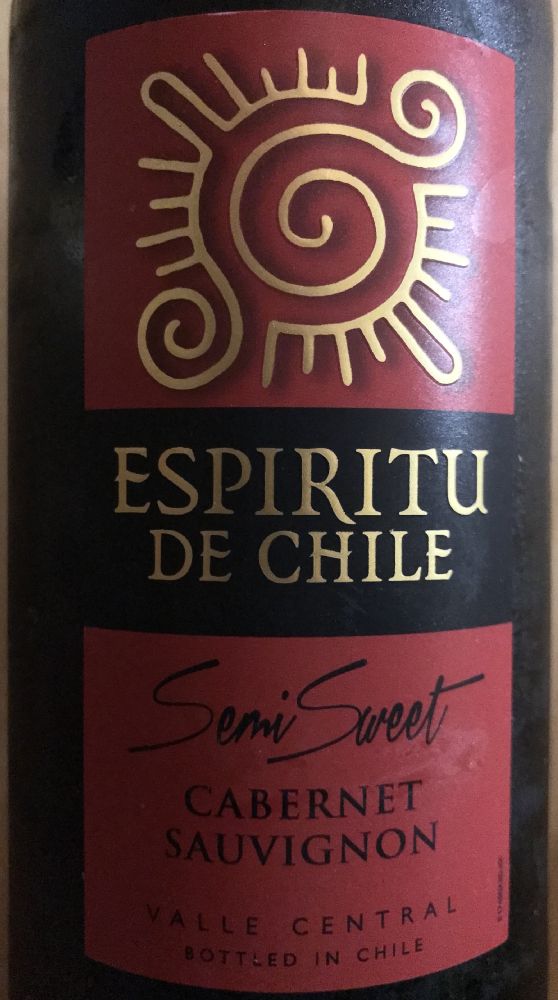 ESPIRITU
DE CHILE
Semi Sweet
CABERNET
SAUVIGNON
VALLE CENTRAL
BOTTLED IN CHILE